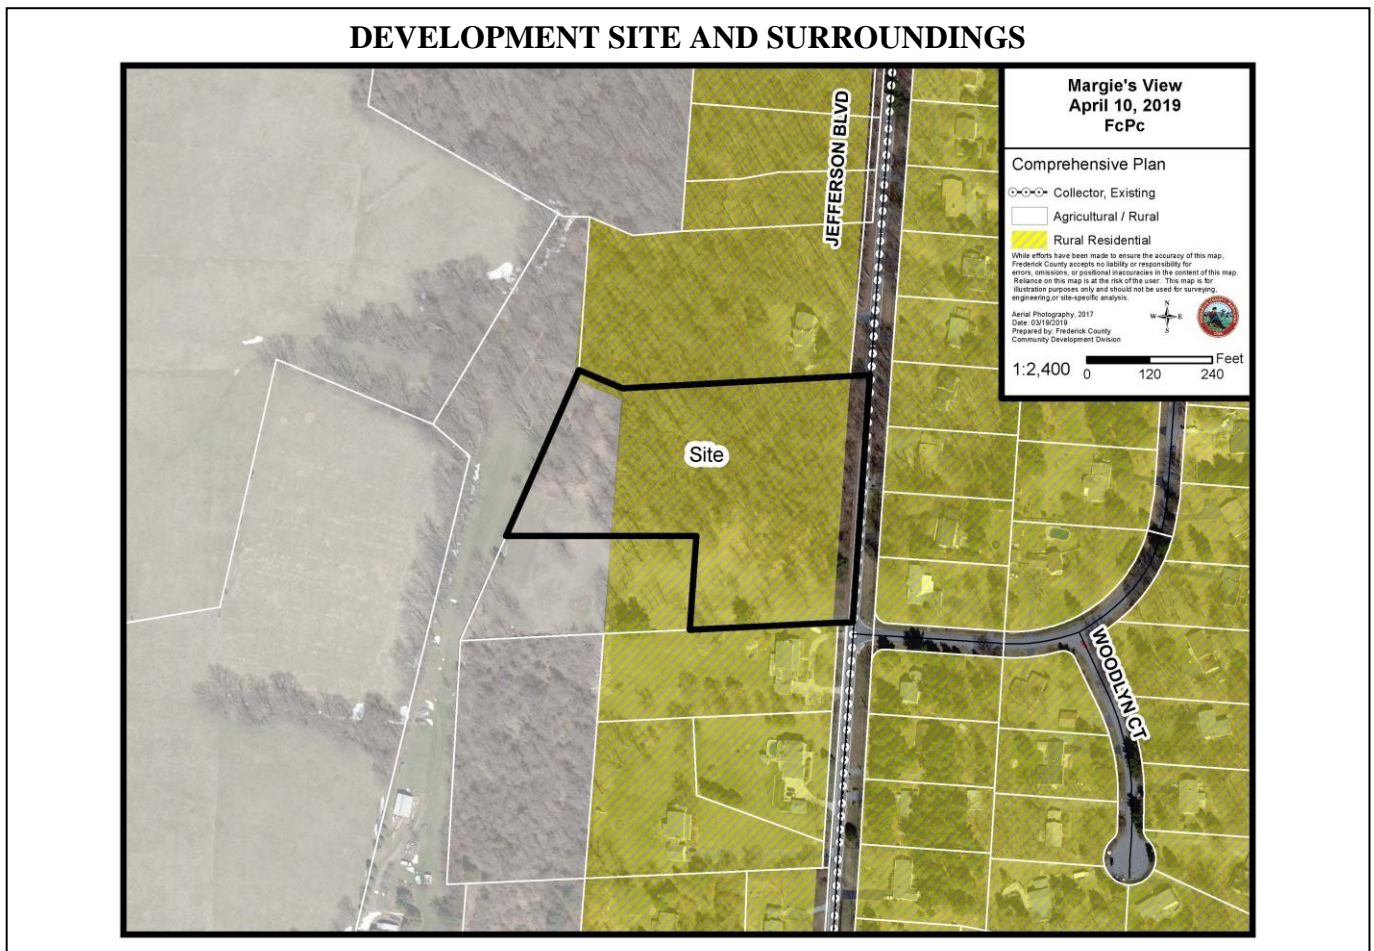 DEVELOPMENT SITE AND SURROUNDINGS
Margie's View
April 10, 2019
FcPc
Comprehensive Plan
Collector, Existing
Agricultural / Rural
Rural Residential
While efforts have been made to ensure the accuracy of this map,
Frederick County accepts no liability or responsibility for
errors, omissions, or positional inaccuracies in the content of this map.
Reliance on this map is at the risk of the user. This map is for
illustration purposes only and should not be used for surveying,
engineering,or site-specific analysis.
Aerial Photography, 2017
Date: 03/19/2019
Prepared by: Frederick County
Community Development Division
N
W E
S
1:2,400
Feet
0 120 240
JEFFERSON BLVD
Site
WOODLYN CT